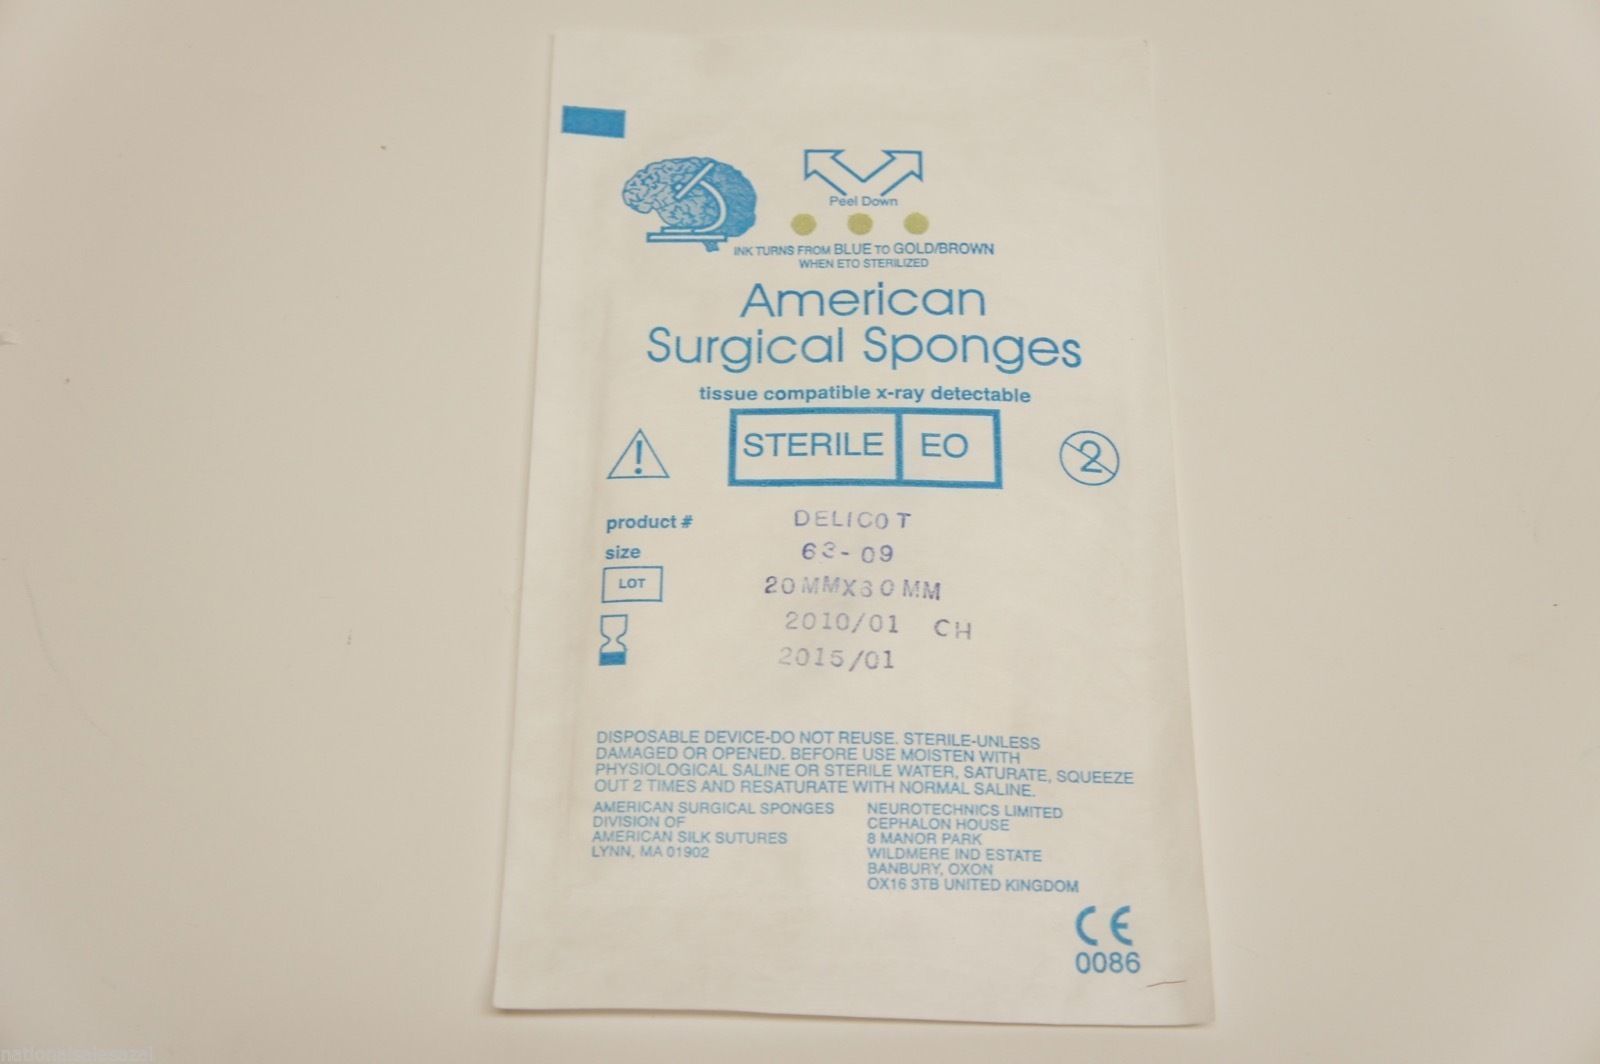 Peel Down
INK TURNS FROM BLUE TO GOLD/BROWN
WHEN ETO STERILIZED
American
Surgical Sponges
tissue compatible x-ray detectable
STERILE EO
2
product # DELICOT
size 63-09
LOT 20MMX60MM
2010/01 CH
2015/01
DISPOSABLE DEVICE-DO NOT REUSE. STERILE-UNLESS
DAMAGED OR OPENED. BEFORE USE MOISTEN WITH
PHYSIOLOGICAL SALINE OR STERILE WATER, SATURATE, SQUEEZE
OUT 2 TIMES AND RESATURATE WITH NORMAL SALINE.
AMERICAN SURGICAL SPONGES
DIVISION OF
AMERICAN SILK SUTURES
LYNN, MA 01902
NEUROTECHNICS LIMITED
CEPHALON HOUSE
8 MANOR PARK
WILDMERE IND ESTATE
BANBURY, OXON
OX16 3TB UNITED KINGDOM
CE
0086
nationalsalesazel